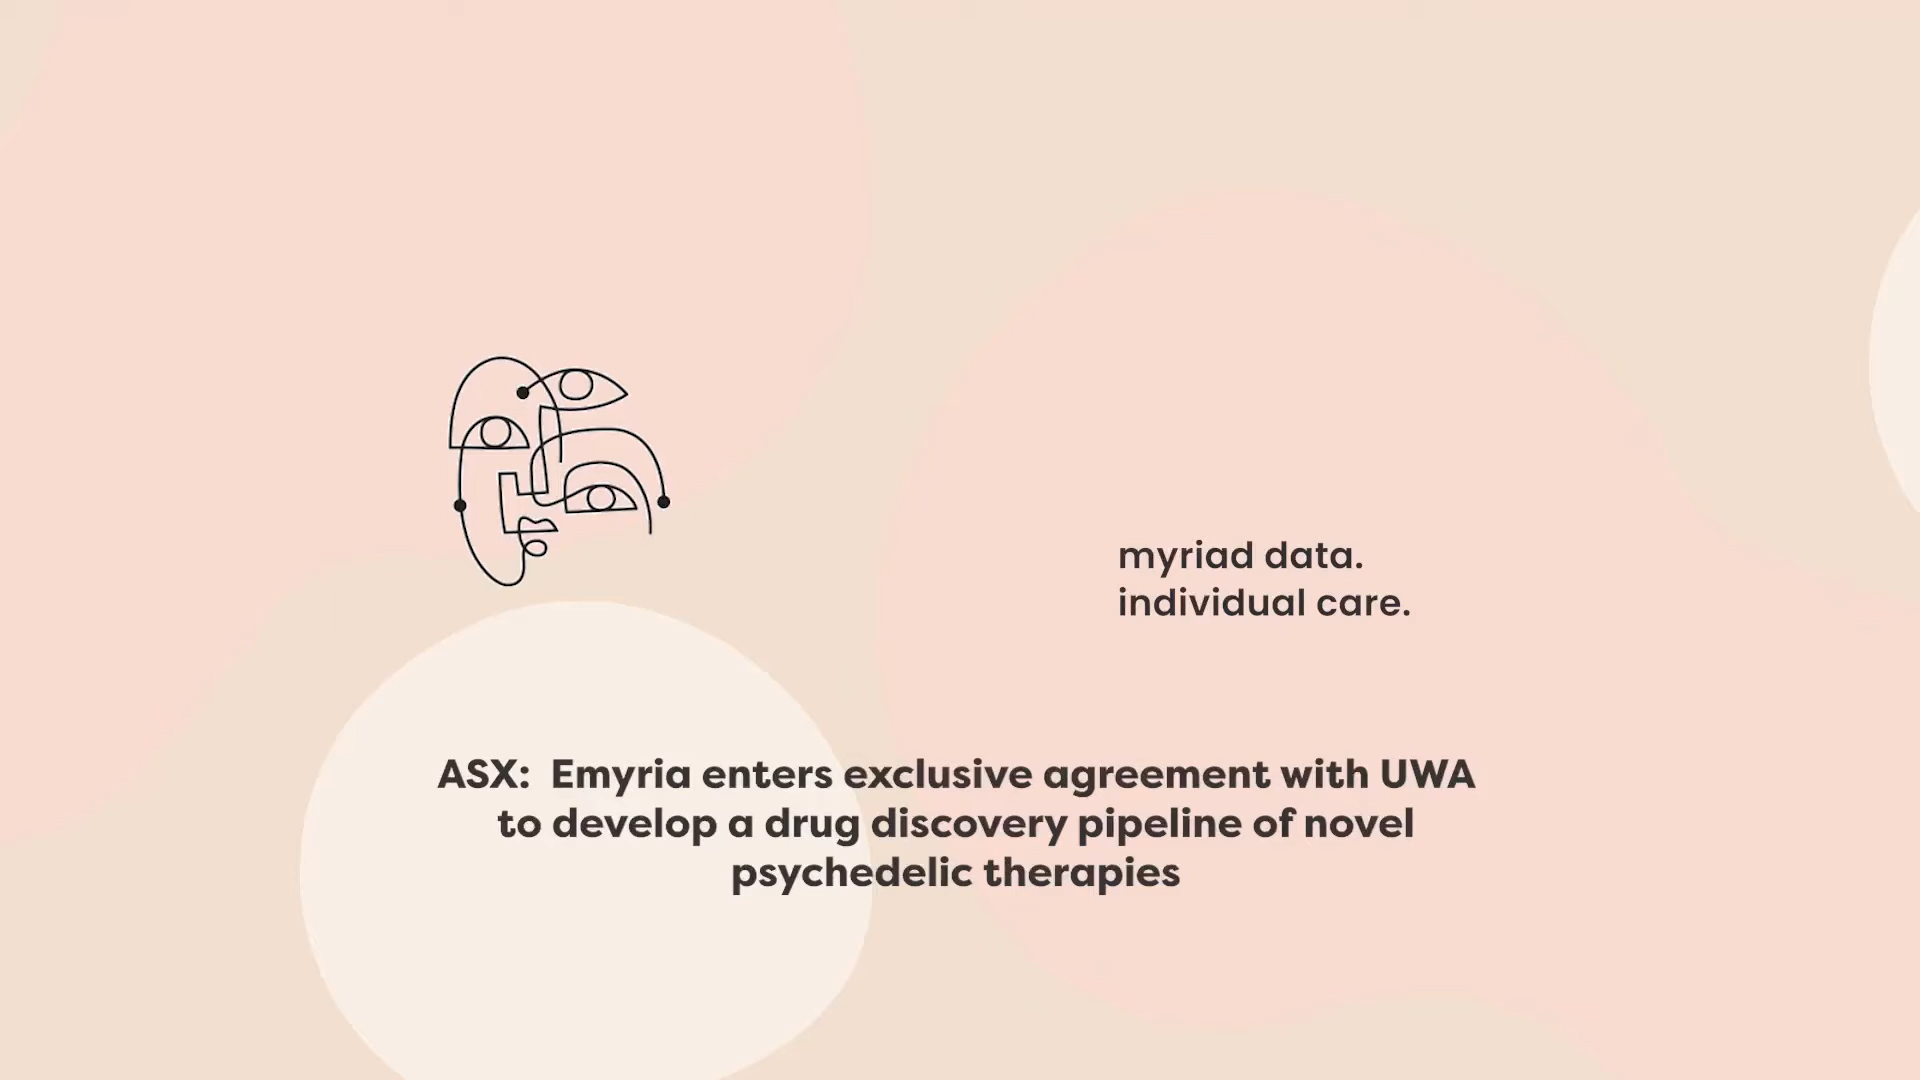 myriad data.
individual care.
ASX:  Emyria enters exclusive agreement with UWA
to develop a drug discovery pipeline of novel
psychedelic therapies